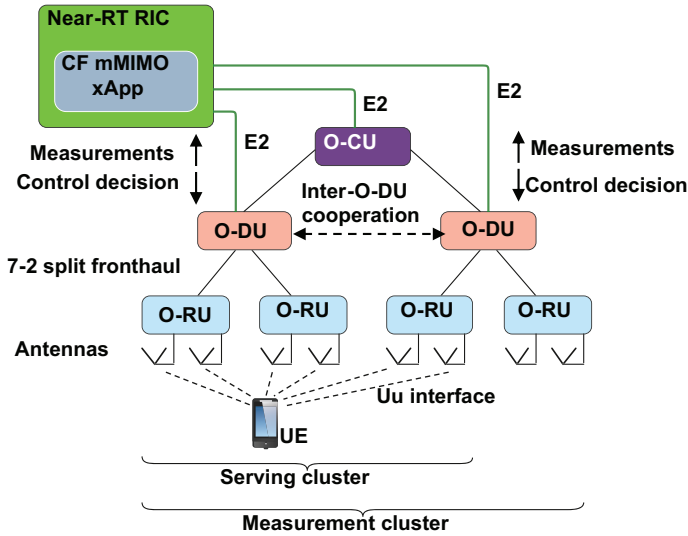 Near-RT RIC
CF mMIMO
xApp
E2
E2
E2
O-CU
Measurements
Control decision
Measurements
Control decision
Inter-O-DU
cooperation
O-DU
O-DU
7-2 split fronthaul
O-RU
O-RU
O-RU
O-RU
Antennas
Uu interface
UE
Serving cluster
Measurement cluster